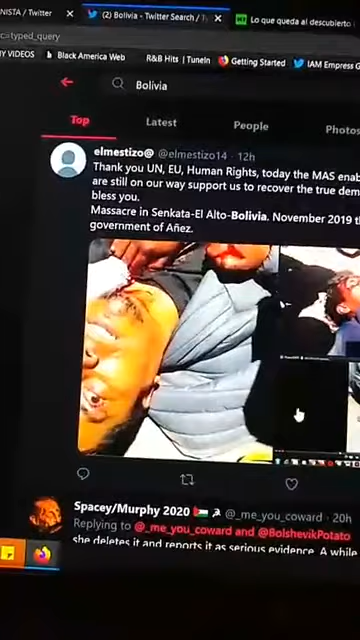 NISTA / Twitter
(2) Bolivia - Twitter Search / T
Lo que queda al descubierto
c=typed_query
MY VIDEOS
Black America Web
R&B Hits | TuneIn
Getting Started
IAM Empress G
Bolivia
Top
Latest
People
Photos
elmestizo@ @elmestizo14 · 12h
Thank you UN, EU, Human Rights, today the MAS enab
are still on our way support us to recover the true dem
bless you.
Massacre in Senkata-El Alto-Bolivia. November 2019 th
government of Añez.
Spacey/Murphy 2020 @_me_you_coward · 20h
Replying to @_me_you_coward and @BolshevikPotato
she deletes it and reports it as serious evidence. A while